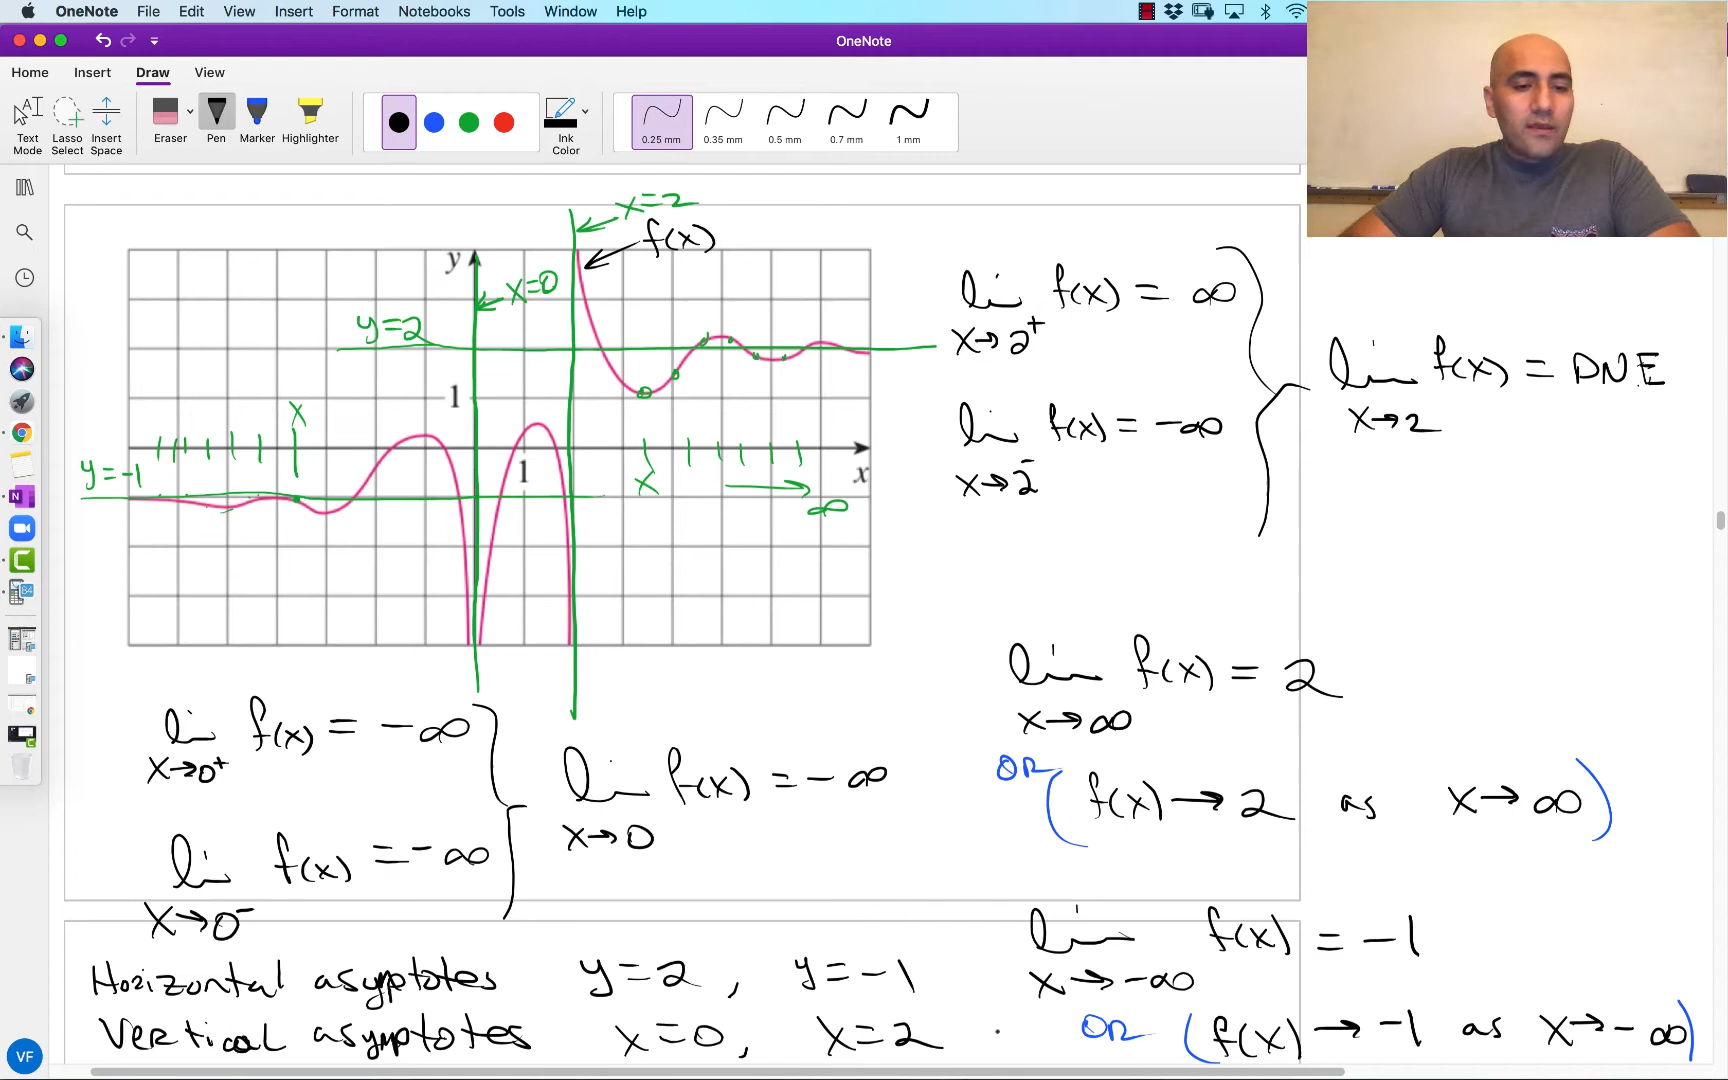 OneNote File Edit View Insert Format Notebooks Tools Window Help
OneNote
Home Insert Draw View
Text Mode
Lasso Select
Insert Space
Eraser
Pen
Marker
Highlighter
Ink Color
0.25 mm
0.35 mm
0.5 mm
0.7 mm
1 mm
x=2
f(x)
y
x=0
y=2
1
x
y=-1
1
x
x
∞
lim f(x) = ∞
x→2⁺
lim f(x) = -∞
x→2⁻
lim f(x) = DNE
x→2
lim f(x) = 2
x→∞
OR (f(x) → 2 as x→∞)
lim f(x) = -∞
x→0⁺
lim f(x) = -∞
x→0⁻
lim f(x) = -∞
x→0
lim f(x) = -1
x→-∞
OR (f(x) → -1 as x→-∞)
Horizontal asymptotes y=2, y=-1
Vertical asymptotes x=0, x=2
84
VF